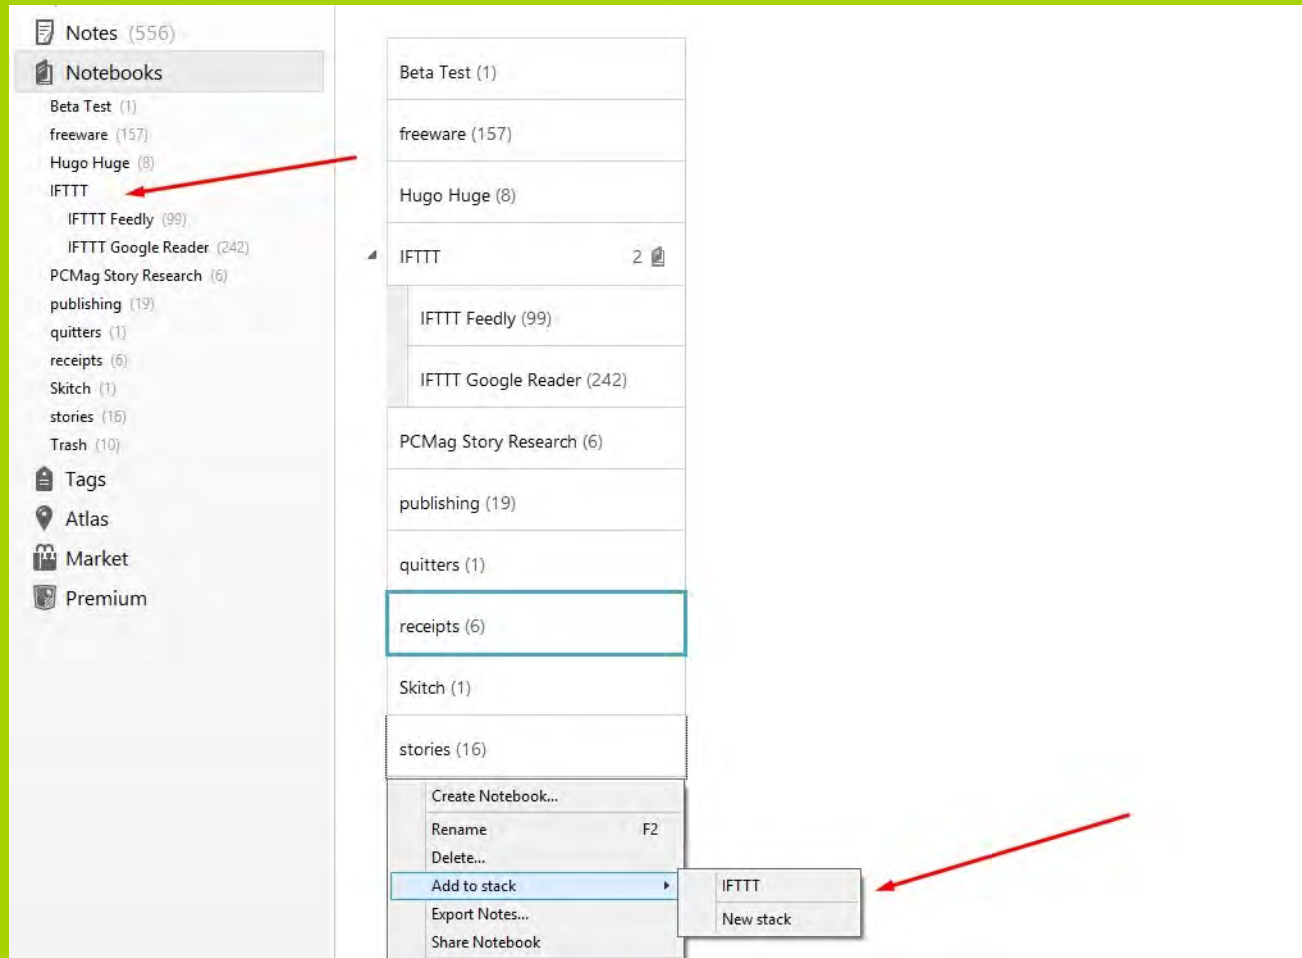 Notes (556)
Notebooks
Beta Test (1)
freeware (157)
Hugo Huge (8)
IFTTT
IFTTT Feedly (99)
IFTTT Google Reader (242)
PCMag Story Research (6)
publishing (19)
quitters (1)
receipts (6)
Skitch (1)
stories (16)
Trash (10)
Tags
Atlas
Market
Premium
Beta Test (1)
freeware (157)
Hugo Huge (8)
IFTTT 2
IFTTT Feedly (99)
IFTTT Google Reader (242)
PCMag Story Research (6)
publishing (19)
quitters (1)
receipts (6)
Skitch (1)
stories (16)
Create Notebook...
Rename F2
Delete...
Add to stack
Export Notes...
Share Notebook
IFTTT
New stack